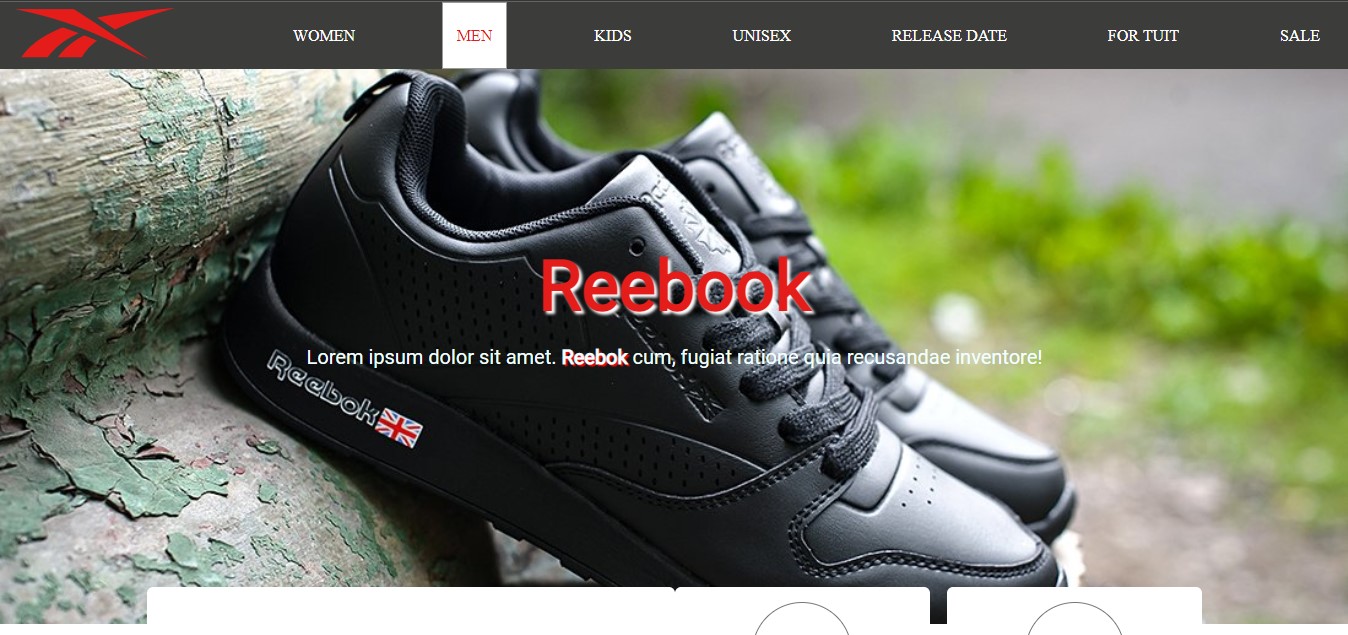 WOMEN MEN KIDS UNISEX RELEASE DATE FOR TUIT SALE
Reebook
Lorem ipsum dolor sit amet. Reebok cum, fugiat ratione quia recusandae inventore!
Reebok